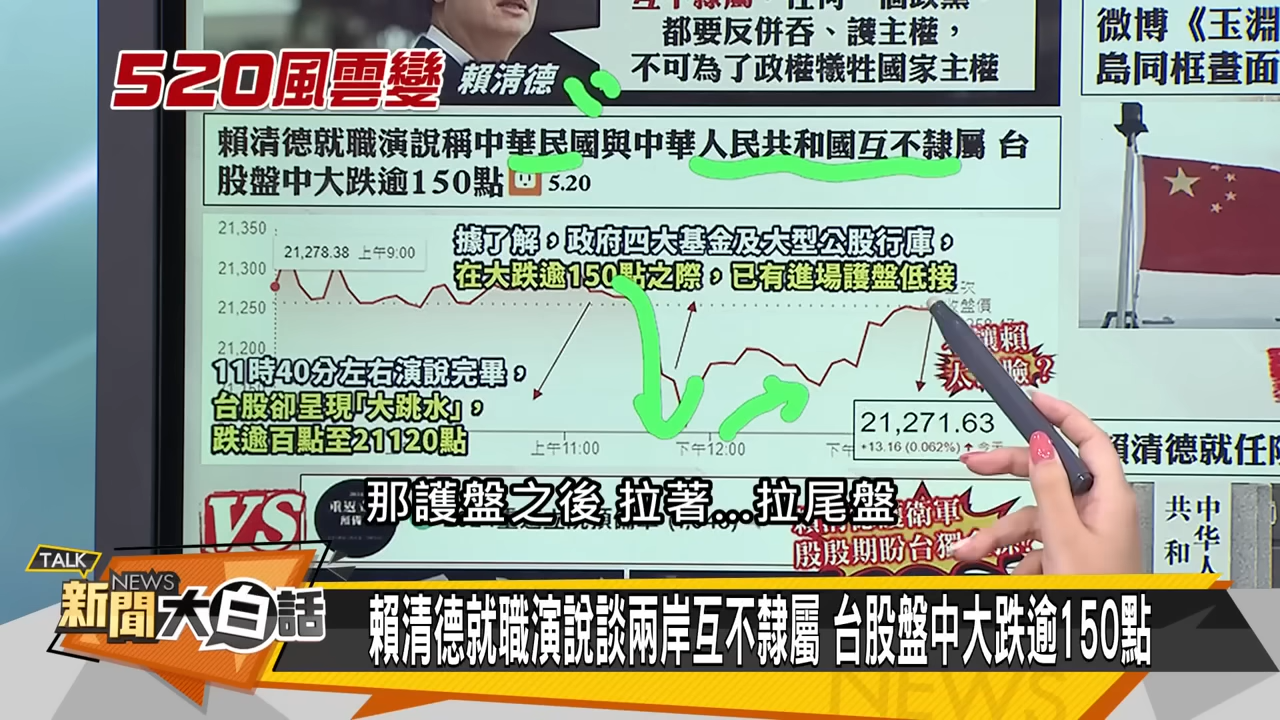 互不隸屬,任何一個政黨,
都要反併吞、護主權,
不可為了政權犧牲國家主權
微博《玉淵
島同框畫面
520風雲變
賴清德
賴清德就職演說稱中華民國與中華人民共和國互不隸屬 台
股盤中大跌逾150點 5.20
21,350
21,278.38 上午9:00
21,300
21,250
21,200
據了解,政府四大基金及大型公股行庫,
在大跌逾150點之際,已有進場護盤低接
收盤價
11時40分左右演說完畢,
台股卻呈現「大跳水」,
跌逾百點至21120點
上午11:00
下午12:00
下午
21,271.63
+13.16 (0.062%) ↑ 今天
賴清德就任
VS
那護盤之後 拉著...拉尾盤
中华人
共和
TALK
NEWS
新聞大白話
賴清德就職演說談兩岸互不隸屬 台股盤中大跌逾150點
NEWS